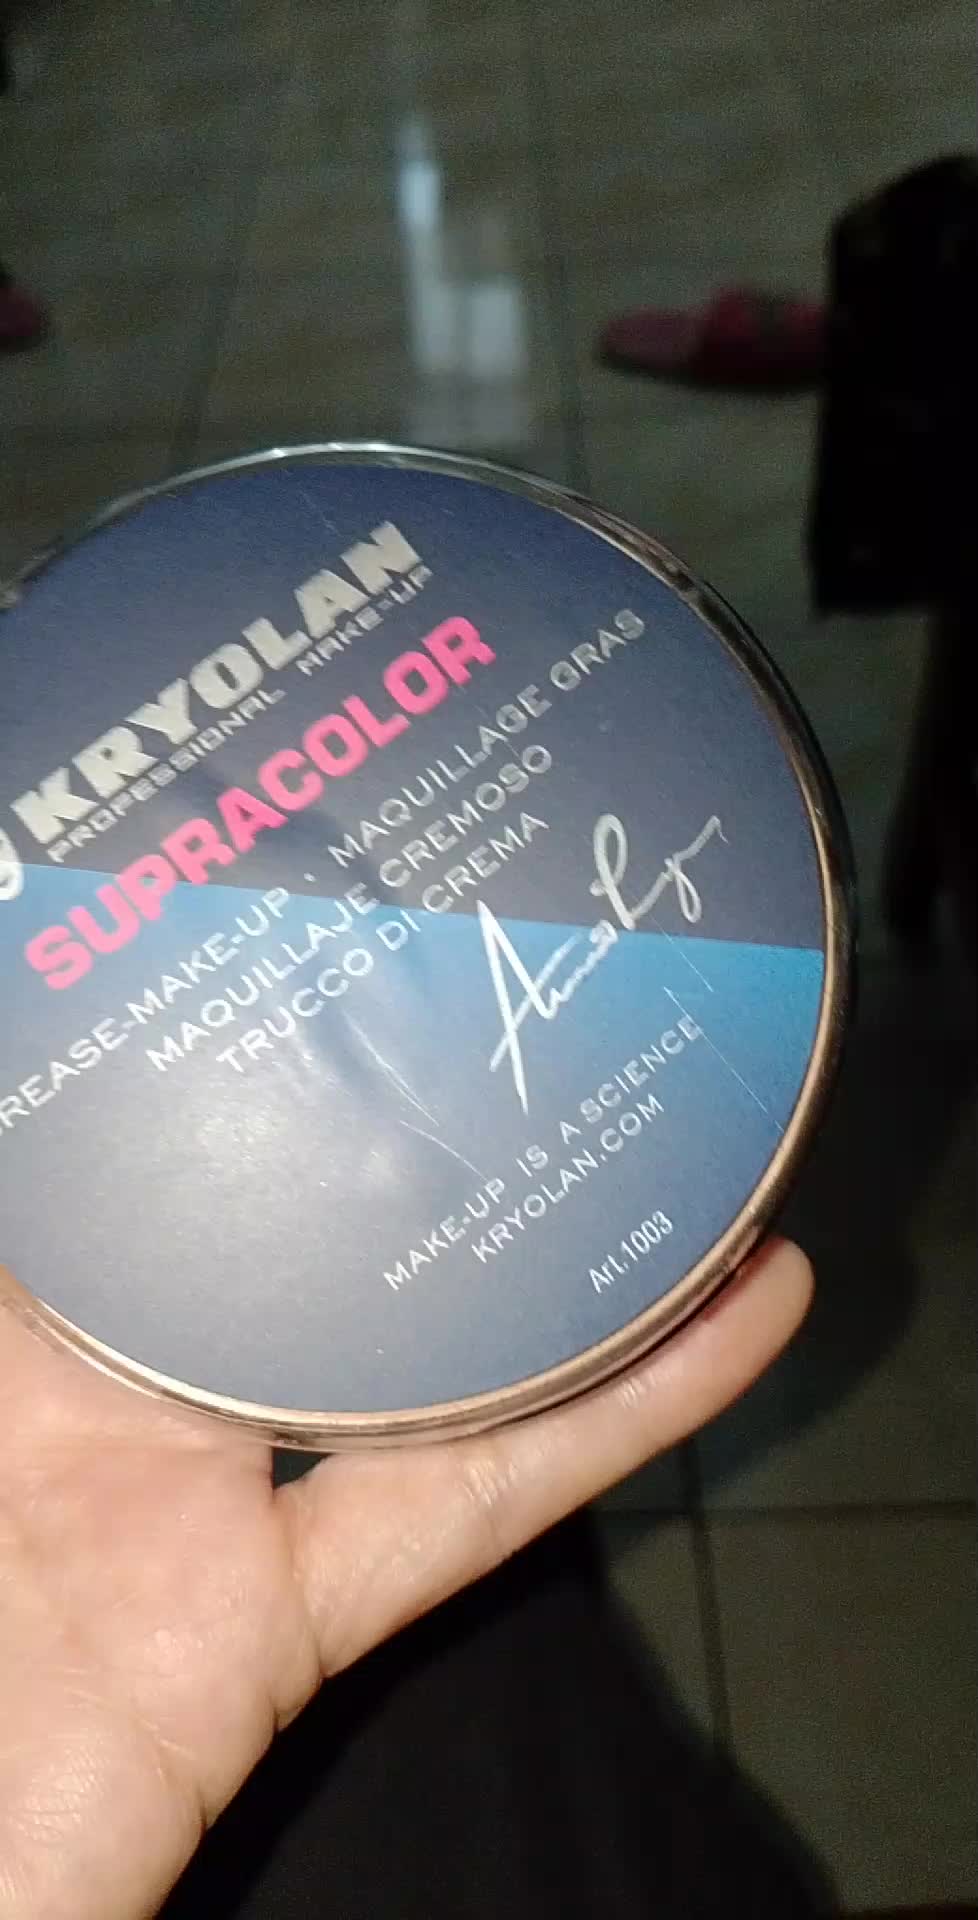 KRYOLAN
PROFESSIONAL MAKE-UP
SUPRACOLOR
REASE-MAKE-UP · MAQUILLAGE GRAS
MAQUILLAJE CREMOSO
TRUCCO DI CREMA
MAKE-UP IS A SCIENCE
KRYOLAN.COM
Art.1003